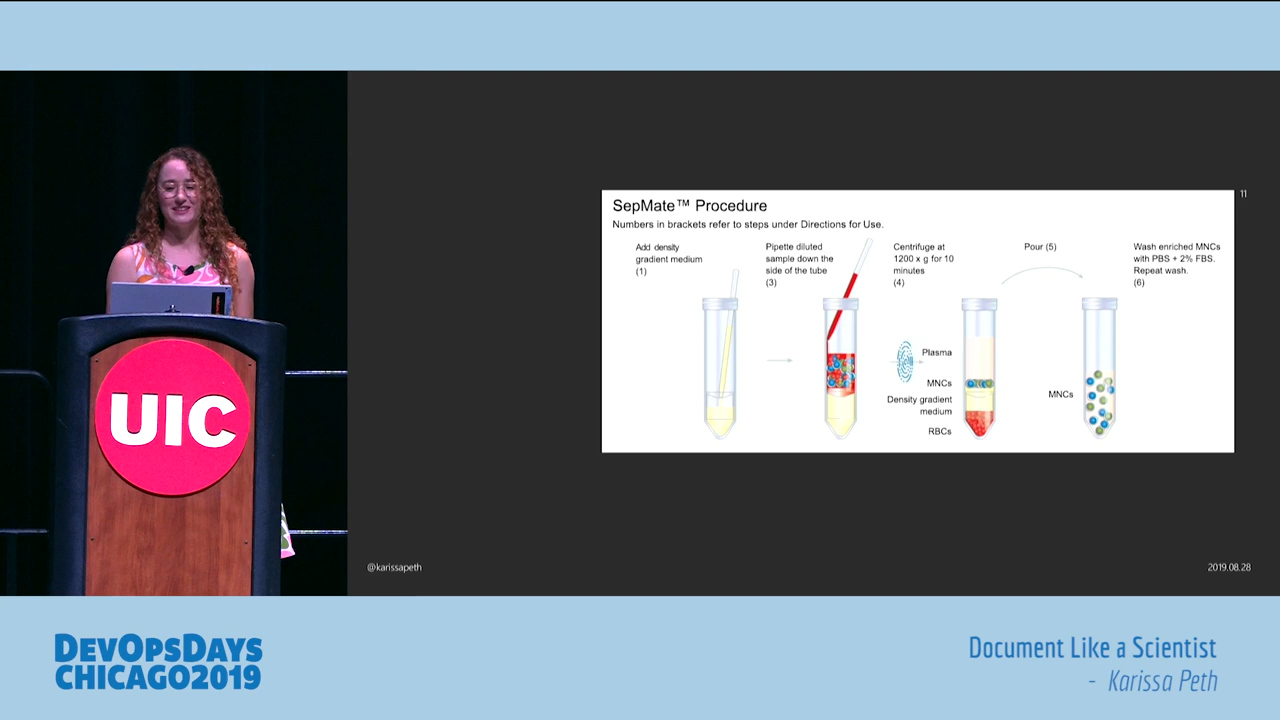 SepMate™ Procedure
11
Numbers in brackets refer to steps under Directions for Use.
Add density
gradient medium
(1)
Pipette diluted
sample down the
side of the tube
(3)
Centrifuge at
1200 x g for 10
minutes
(4)
Pour (5)
Wash enriched MNCs
with PBS + 2% FBS.
Repeat wash.
(6)
Plasma
MNCs
Density gradient
medium
RBCs
MNCs
UIC
@karissapeth
2019.08.28
DEVOPSDAYS
CHICAGO2019
Document Like a Scientist
- Karissa Peth